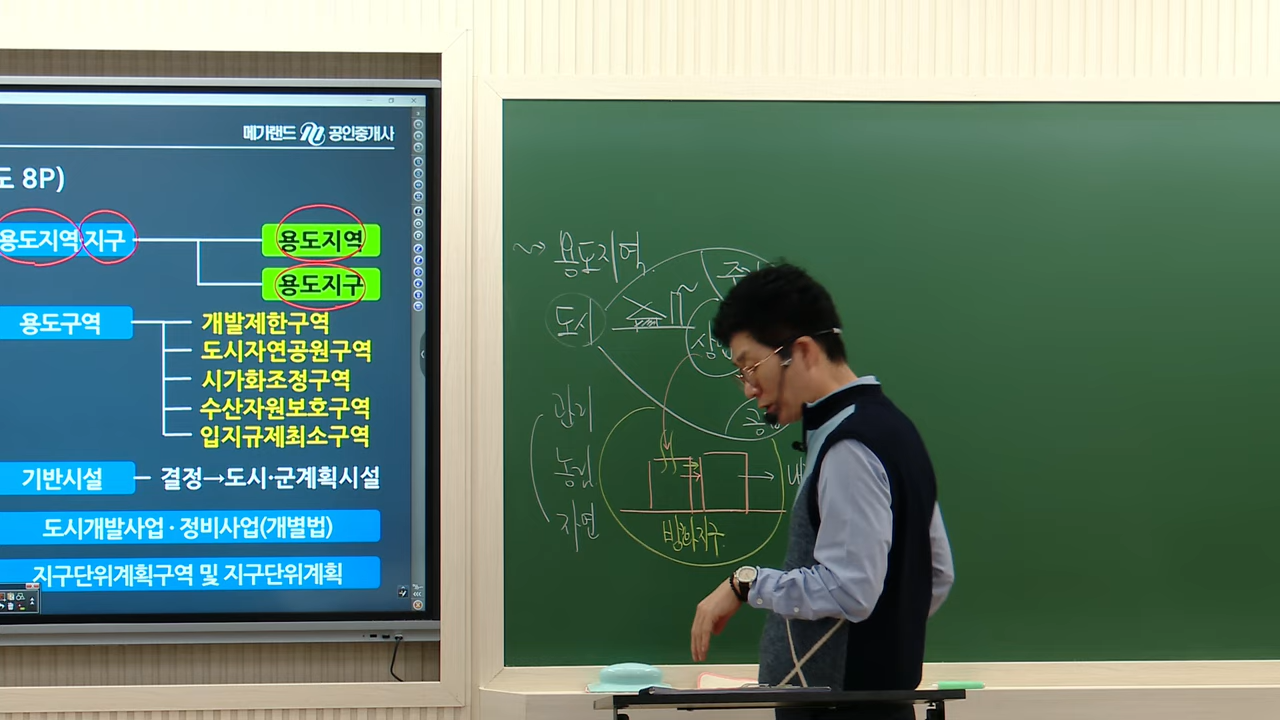 메가랜드 공인중개사
도 8P)
용도지역·지구
용도지역
용도지구
용도구역
개발제한구역
도시자연공원구역
시가화조정구역
수산자원보호구역
입지규제최소구역
기반시설
결정→도시·군계획시설
도시개발사업·정비사업(개별법)
지구단위계획구역 및 지구단위계획
용도지역
도시
관리
농림
자연
방화지구